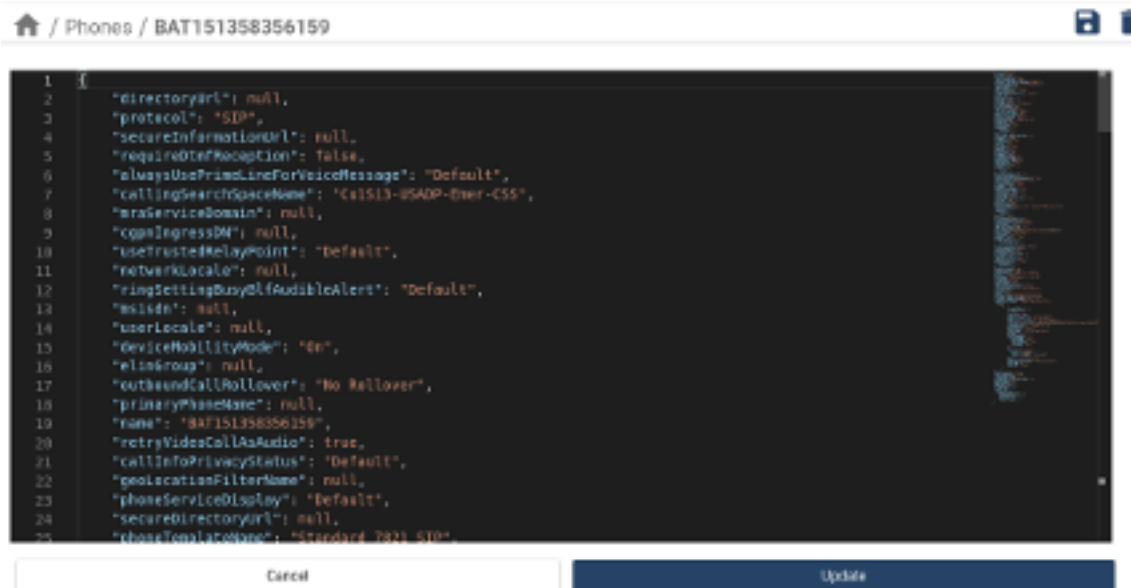 / Phones / BAT151358356159
1 {
2 "directoryUrl": null,
3 "protocol": "SIP",
4 "secureInformationUrl": null,
5 "requireDtmfReception": false,
6 "alwaysUsePrimeLineForVoiceMessage": "Default",
7 "callingSearchSpaceName":
8 "mraServiceDomain": null,
9 "cgpnIngressDN": null,
10 "useTrustedRelayPoint": "Default",
11 "networkLocale": null,
12 "ringSettingBusyBlfAudibleAlert": "Default",
13 "msisdn": null,
14 "userLocale": null,
15 "deviceMobilityMode": "On",
16 "elinGroup": null,
17 "outboundCallRollover": "No Rollover",
18 "primaryPhoneName": null,
19 "name": "BAT151358356159",
20 "retryVideoCallAsAudio": true,
21 "callInfoPrivacyStatus": "Default",
22 "geoLocationFilterName": null,
23 "phoneServiceDisplay": "Default",
24 "secureDirectoryUrl": null,
25 "phoneTemplateName": "Standard 7821 SIP",
Cancel
Update